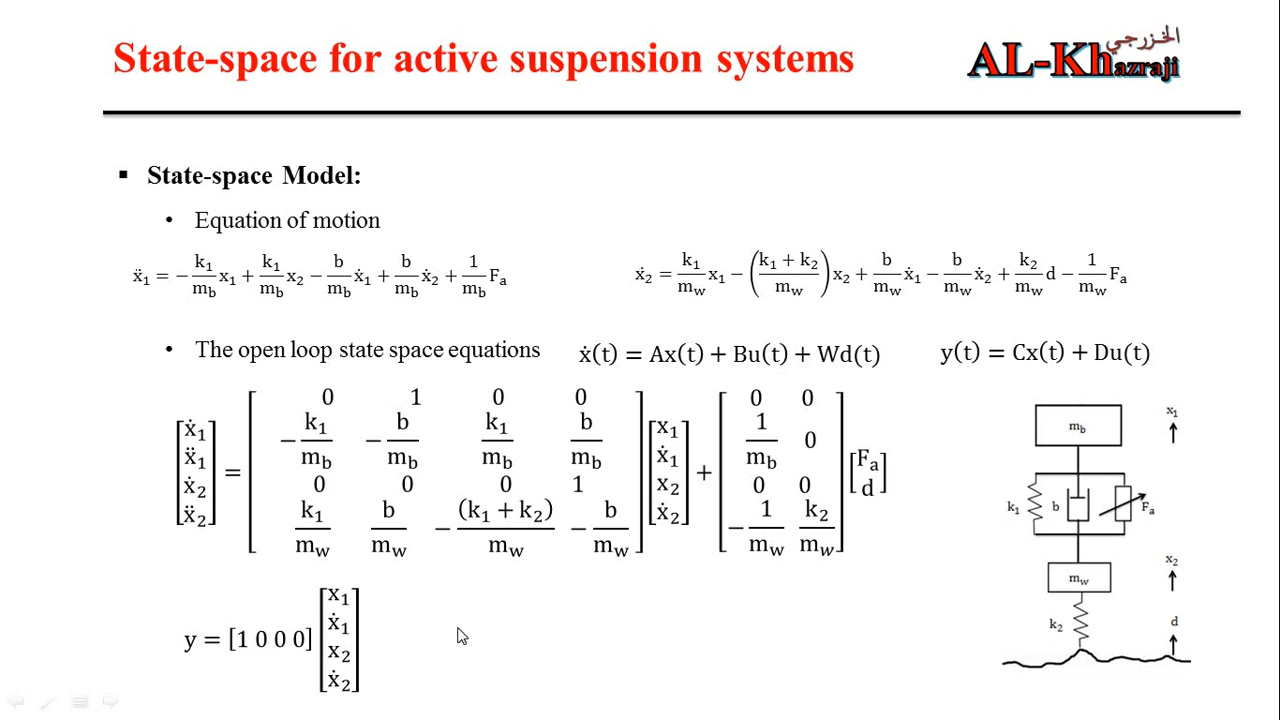 State-space for active suspension systems
الخزرجي
AL-Khazraji
▪ State-space Model:
• Equation of motion
ẍ₁ = −(k₁/m_b)x₁ + (k₁/m_b)x₂ − (b/m_b)ẋ₁ + (b/m_b)ẋ₂ + (1/m_b)F_a
ẋ₂ = (k₁/m_w)x₁ − ((k₁ + k₂)/m_w)x₂ + (b/m_w)ẋ₁ − (b/m_w)ẋ₂ + (k₂/m_w)d − (1/m_w)F_a
• The open loop state space equations
ẋ(t) = Ax(t) + Bu(t) + Wd(t)
y(t) = Cx(t) + Du(t)
[ẋ₁; ẍ₁; ẋ₂; ẍ₂] = [0 1 0 0; −k₁/m_b −b/m_b k₁/m_b b/m_b; 0 0 0 1; k₁/m_w b/m_w −(k₁ + k₂)/m_w −b/m_w] [x₁; ẋ₁; x₂; ẋ₂] + [0 0; 1/m_b 0; 0 0; −1/m_w k₂/m_w] [F_a; d]
y = [1 0 0 0] [x₁; ẋ₁; x₂; ẋ₂]
m_b
x₁
k₁
b
F_a
m_w
x₂
k₂
d